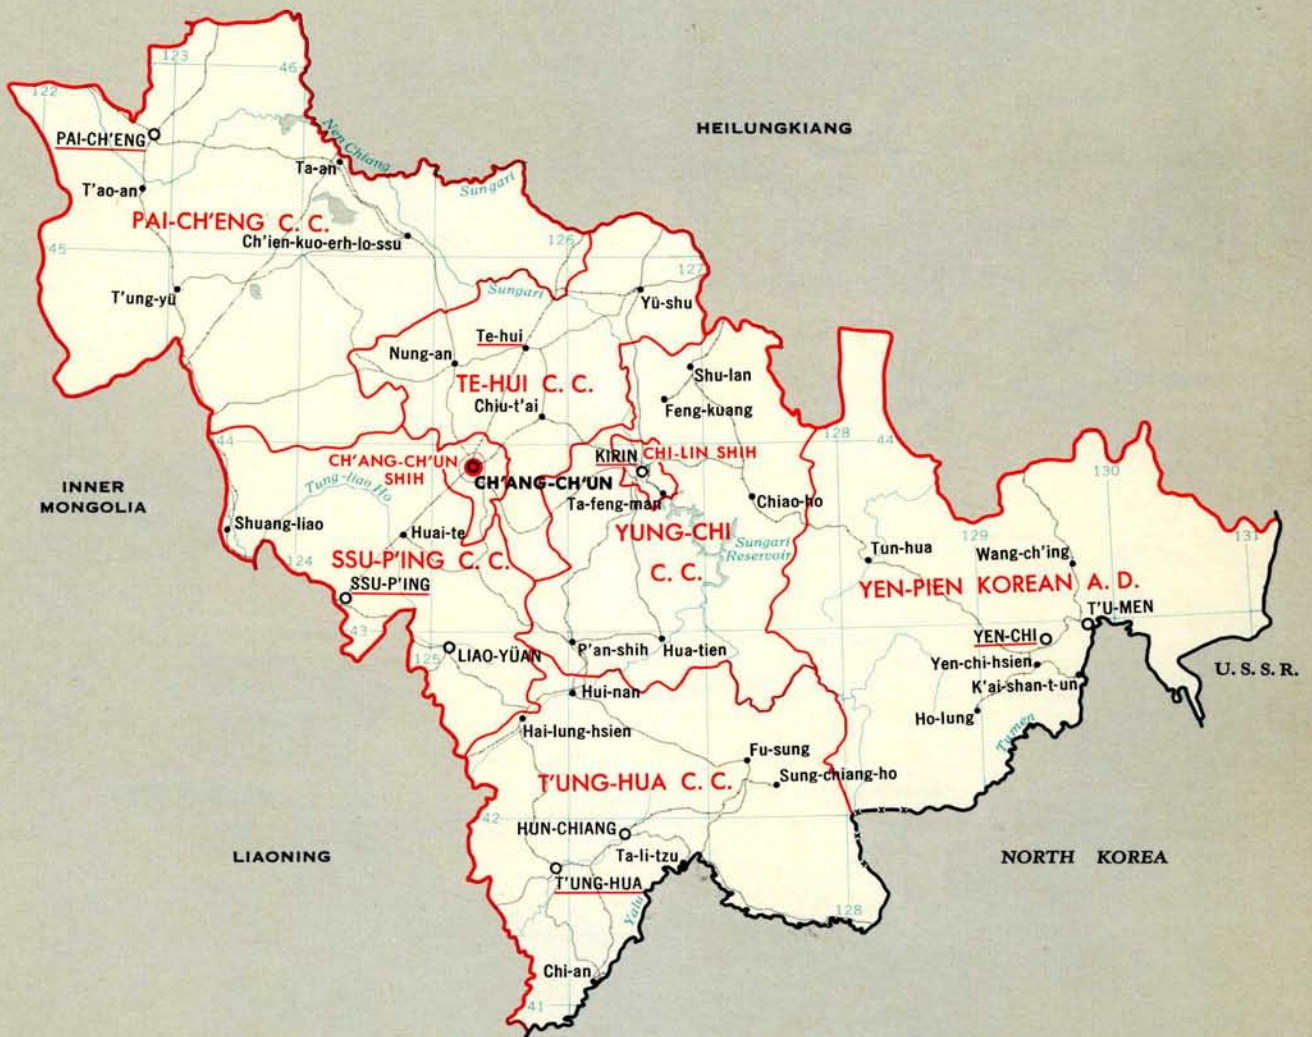 123
46
122
HEILUNGKIANG
PAI-CH'ENG
Nen Chiang
Ta-an
T'ao-an
Sungari
PAI-CH'ENG C. C.
Ch'ien-kuo-erh-lo-ssu
45
126
127
T'ung-yü
Sungari
Yü-shu
Te-hui
Nung-an
TE-HUI C. C.
Shu-lan
Chiu-t'ai
Feng-kuang
44
128
44
CH'ANG-CH'UN
SHIH
KIRIN
CHI-LIN SHIH
130
INNER
MONGOLIA
Tung-liao Ho
CH'ANG-CH'UN
Ta-feng-man
Chiao-ho
Shuang-liao
Huai-te
YUNG-CHI
C. C.
Sungari
Reservoir
129
131
124
SSU-P'ING C. C.
Tun-hua
Wang-ch'ing
SSU-P'ING
YEN-PIEN KOREAN A. D.
T'U-MEN
43
125
LIAO-YÜAN
P'an-shih
Hua-tien
YEN-CHI
Yen-chi-hsien
U. S. S. R.
K'ai-shan-t-un
Hui-nan
Ho-lung
Hai-lung-hsien
Tumen
Fu-sung
T'UNG-HUA C. C.
Sung-chiang-ho
42
HUN-CHIANG
LIAONING
Ta-li-tzu
NORTH KOREA
T'UNG-HUA
Yalu
128
Chi-an
41